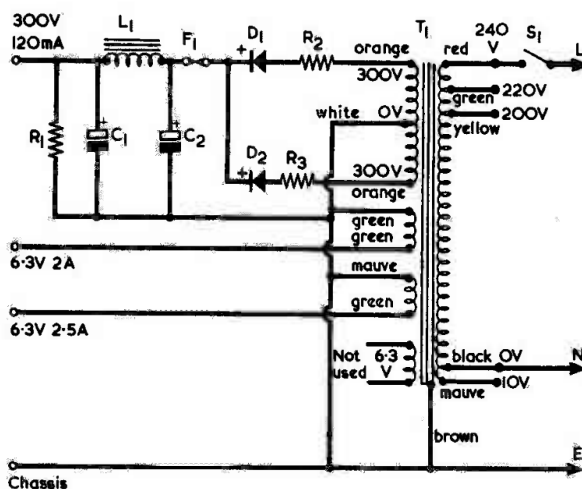 300V
120mA
L1
F1
D1
R2
orange
300V
T1
red
240
V
S1
L
green
220V
200V
yellow
white
0V
R1
C1
C2
D2
R3
300V
orange
green
green
6·3V 2A
mauve
green
6·3V 2·5A
Not
used
6·3
V
black
0V
N
mauve
10V
brown
E
Chassis